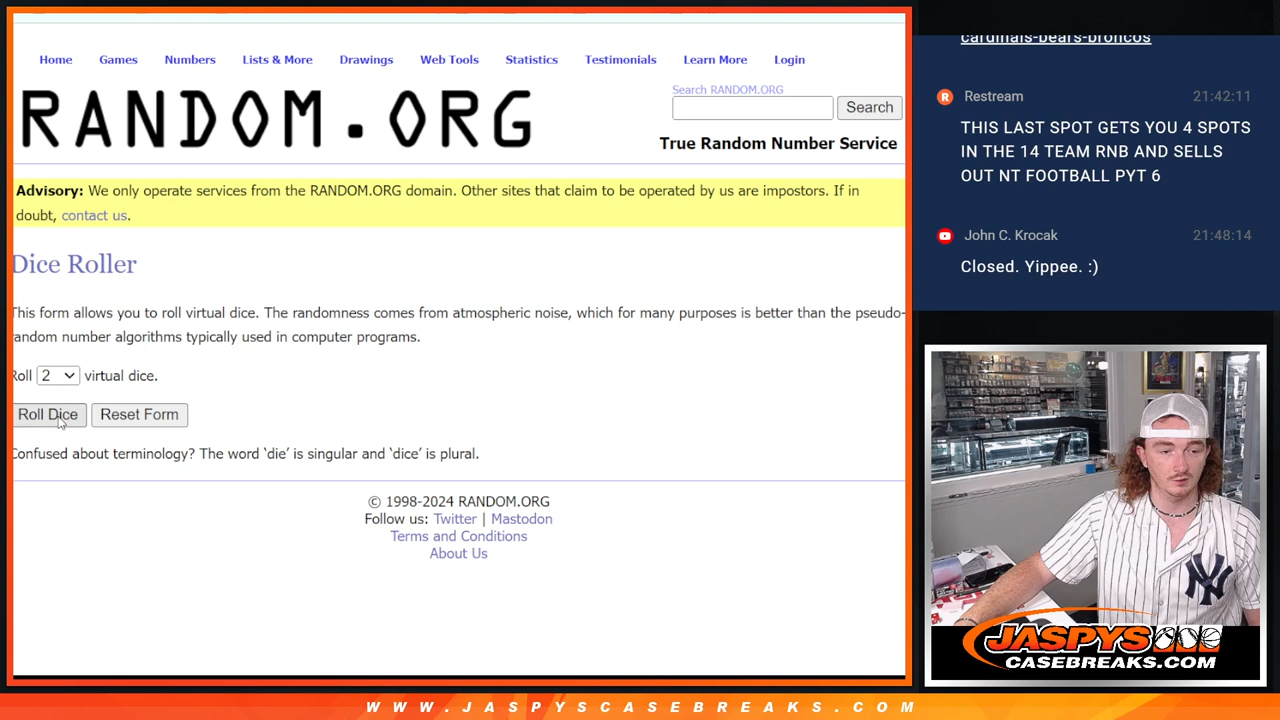 Home Games Numbers Lists & More Drawings Web Tools Statistics Testimonials Learn More Login
RANDOM.ORG
Search RANDOM.ORG
Search
True Random Number Service
Advisory: We only operate services from the RANDOM.ORG domain. Other sites that claim to be operated by us are impostors. If in
doubt, contact us.
Dice Roller
This form allows you to roll virtual dice. The randomness comes from atmospheric noise, which for many purposes is better than the pseudo-
random number algorithms typically used in computer programs.
Roll 2 virtual dice.
Roll Dice Reset Form
Confused about terminology? The word ‘die’ is singular and ‘dice’ is plural.
© 1998-2024 RANDOM.ORG
Follow us: Twitter | Mastodon
Terms and Conditions
About Us
cardinals-bears-broncos
R Restream 21:42:11
THIS LAST SPOT GETS YOU 4 SPOTS
IN THE 14 TEAM RNB AND SELLS
OUT NT FOOTBALL PYT 6
John C. Krocak 21:48:14
Closed. Yippee. :)
NY
JASPYS
CASEBREAKS.COM
WWW.JASPYSCASEBREAKS.COM